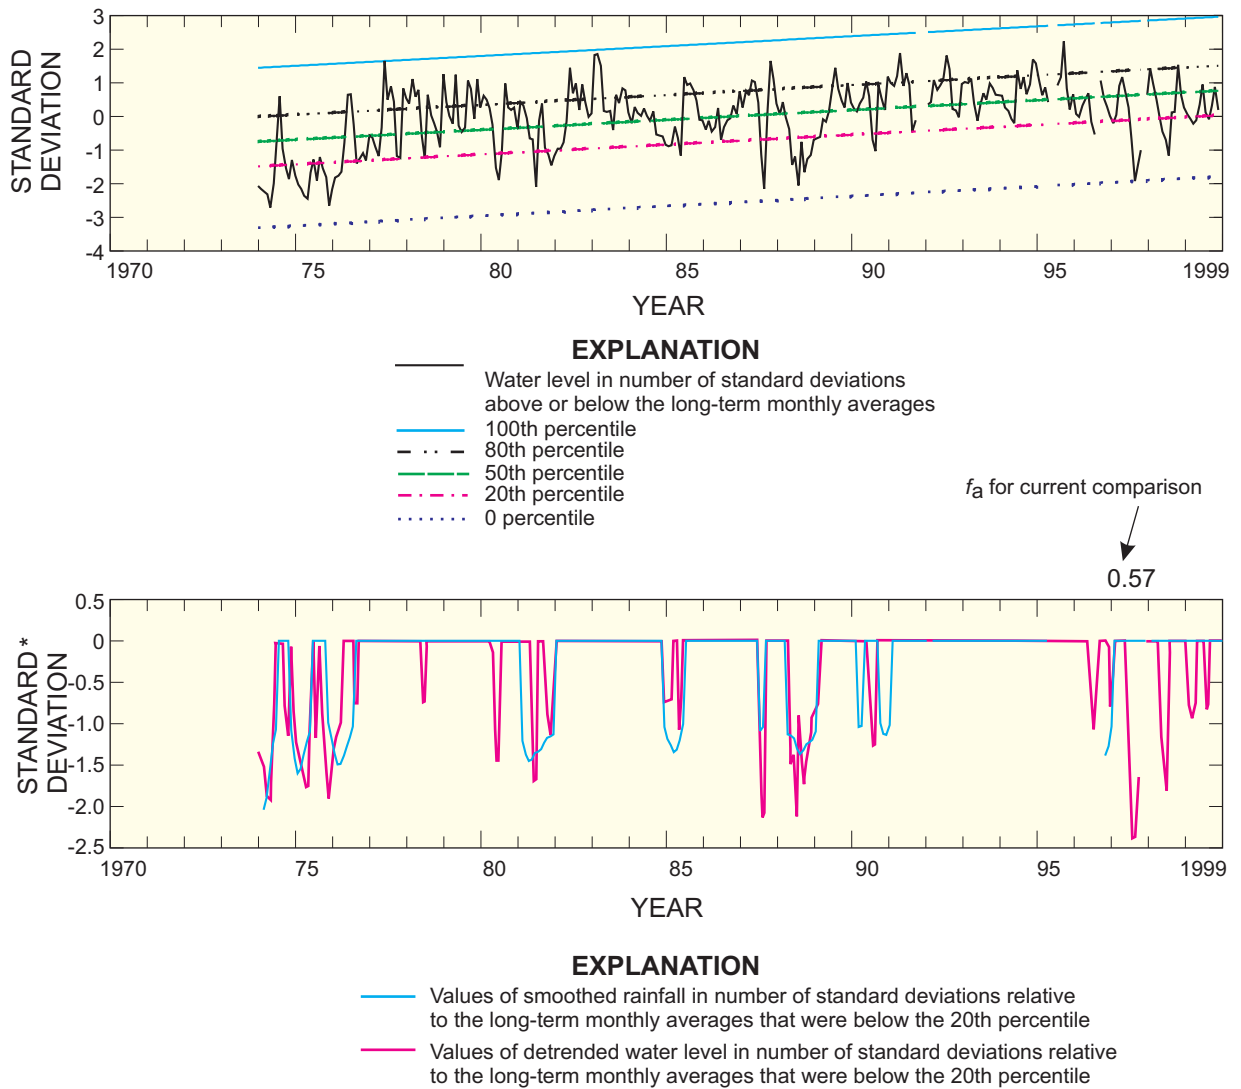 STANDARD
DEVIATION
3
2
1
0
-1
-2
-3
-4
1970
75
80
85
90
95
1999
YEAR
EXPLANATION
Water level in number of standard deviations
above or below the long-term monthly averages
100th percentile
80th percentile
50th percentile
20th percentile
0 percentile
fa for current comparison
0.57
STANDARD*
DEVIATION
0.5
0
-0.5
-1.0
-1.5
-2.0
-2.5
1970
75
80
85
90
95
1999
YEAR
EXPLANATION
Values of smoothed rainfall in number of standard deviations relative
to the long-term monthly averages that were below the 20th percentile
Values of detrended water level in number of standard deviations relative
to the long-term monthly averages that were below the 20th percentile